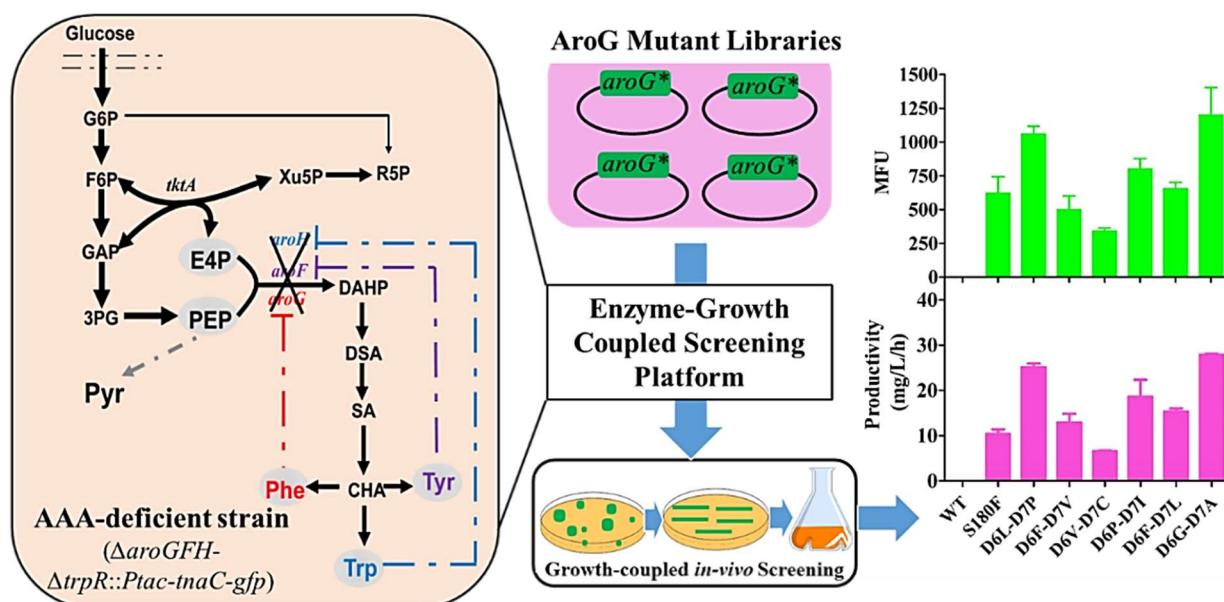 Glucose
G6P
F6P
tktA
Xu5P
R5P
GAP
E4P
aroH
aroF
aroG
DAHP
3PG
PEP
DSA
Pyr
SA
Phe
CHA
Tyr
AAA-deficient strain
(ΔaroGFH-
ΔtrpR::Ptac-tnaC-gfp)
Trp
AroG Mutant Libraries
aroG*
aroG*
aroG*
aroG*
Enzyme-Growth
Coupled Screening
Platform
Growth-coupled in-vivo Screening
MFU
1500
1250
1000
750
500
250
0
Productivity
(mg/L/h)
40
30
20
10
0
WT
S180F
D6L-D7P
D6F-D7V
D6V-D7C
D6P-D7I
D6F-D7L
D6G-D7A